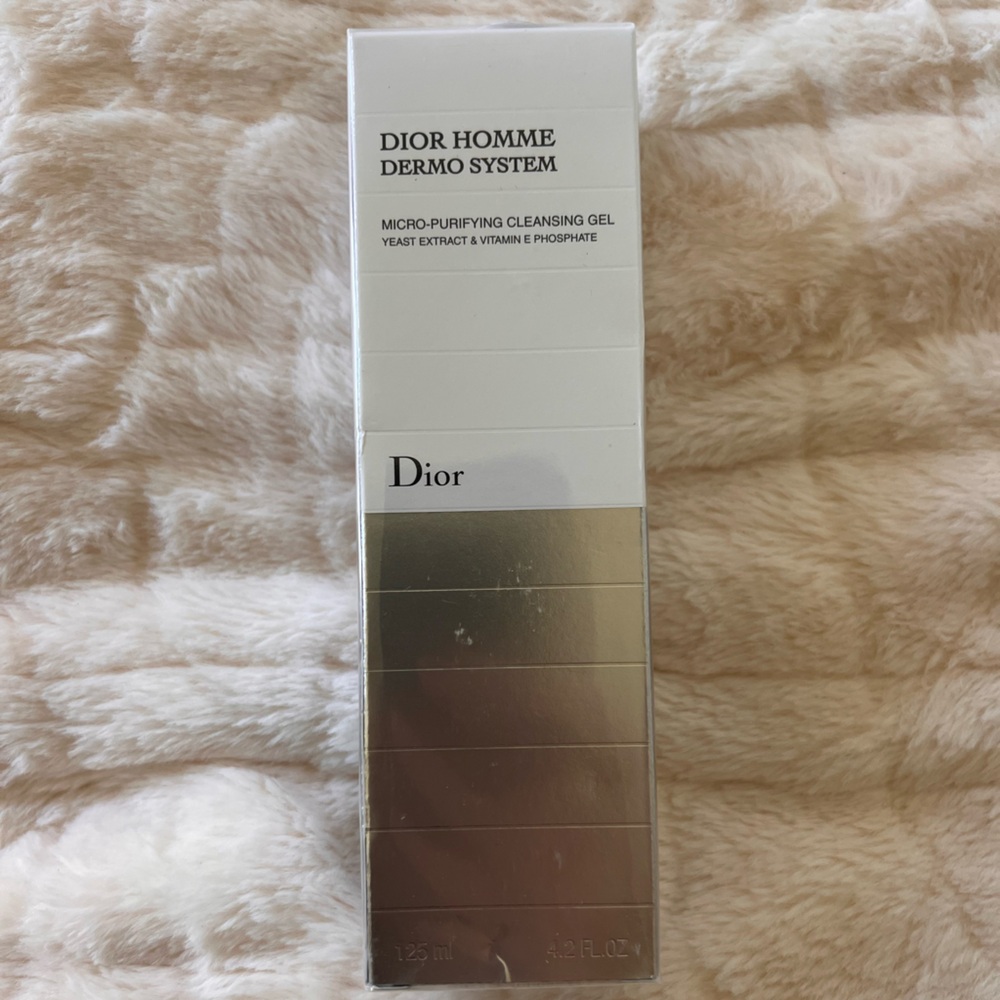 DIOR HOMME
DERMO SYSTEM
MICRO-PURIFYING CLEANSING GEL
YEAST EXTRACT & VITAMIN E PHOSPHATE
Dior
125 ml 4.2 FL.OZ